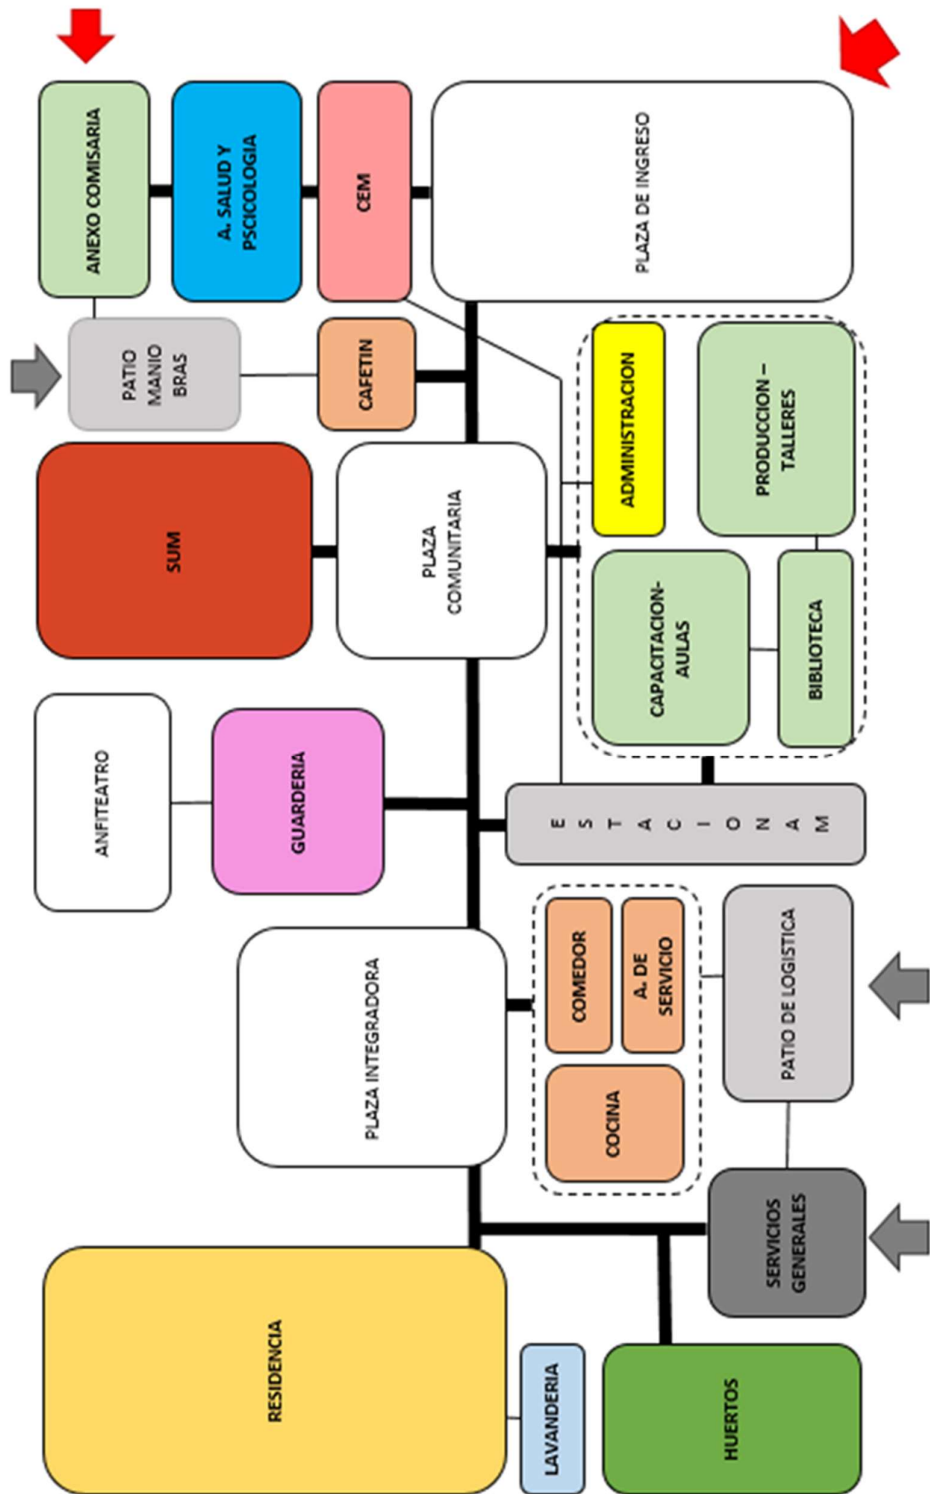 ANEXO COMISARIA
A. SALUD Y
PSCICOLOGIA
CEM
PLAZA DE INGRESO
PATIO
MANIO
BRAS
CAFETIN
ADMINISTRACION
PRODUCCION –
TALLERES
SUM
PLAZA
COMUNITARIA
CAPACITACION-
AULAS
BIBLIOTECA
ANFITEATRO
GUARDERIA
E
S
T
A
C
I
O
N
A
M
PLAZA INTEGRADORA
COMEDOR
A. DE
SERVICIO
COCINA
PATIO DE LOGISTICA
SERVICIOS
GENERALES
RESIDENCIA
LAVANDERIA
HUERTOS